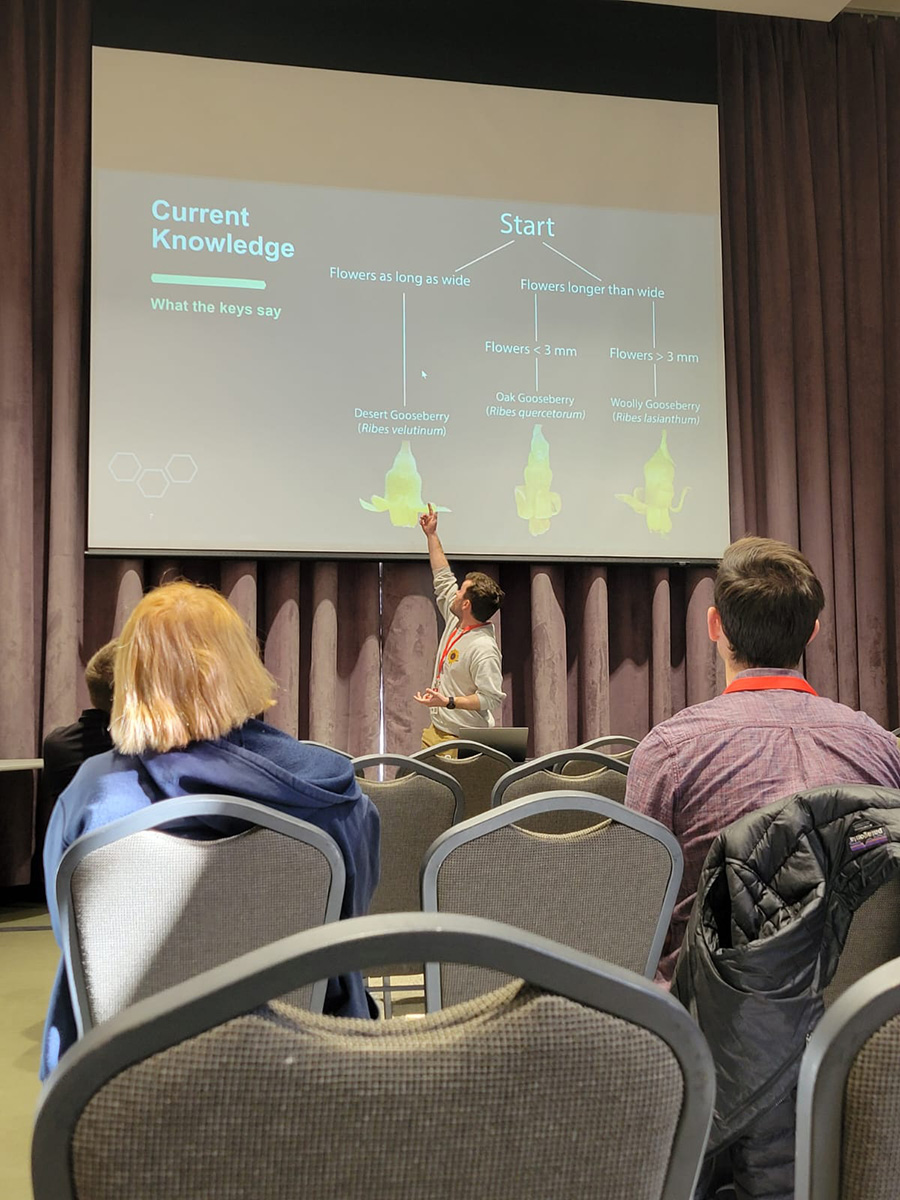 Current
Knowledge
What the keys say
Start
Flowers as long as wide
Flowers longer than wide
Flowers < 3 mm
Flowers > 3 mm
Desert Gooseberry
(Ribes velutinum)
Oak Gooseberry
(Ribes quercetorum)
Woolly Gooseberry
(Ribes lasianthum)
patagonia